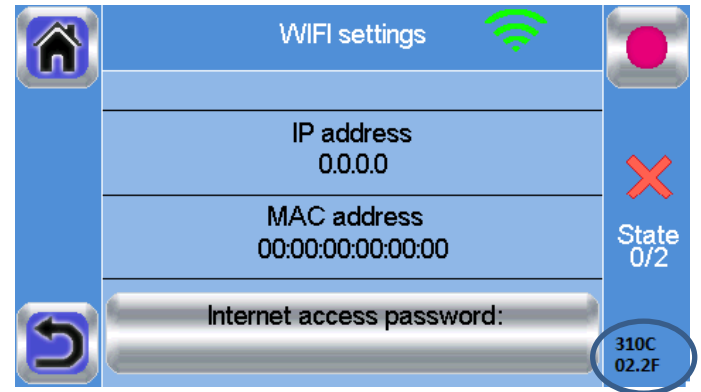 WIFI settings
IP address
0.0.0.0
MAC address
00:00:00:00:00:00
State
0/2
Internet access password:
310C
02.2F